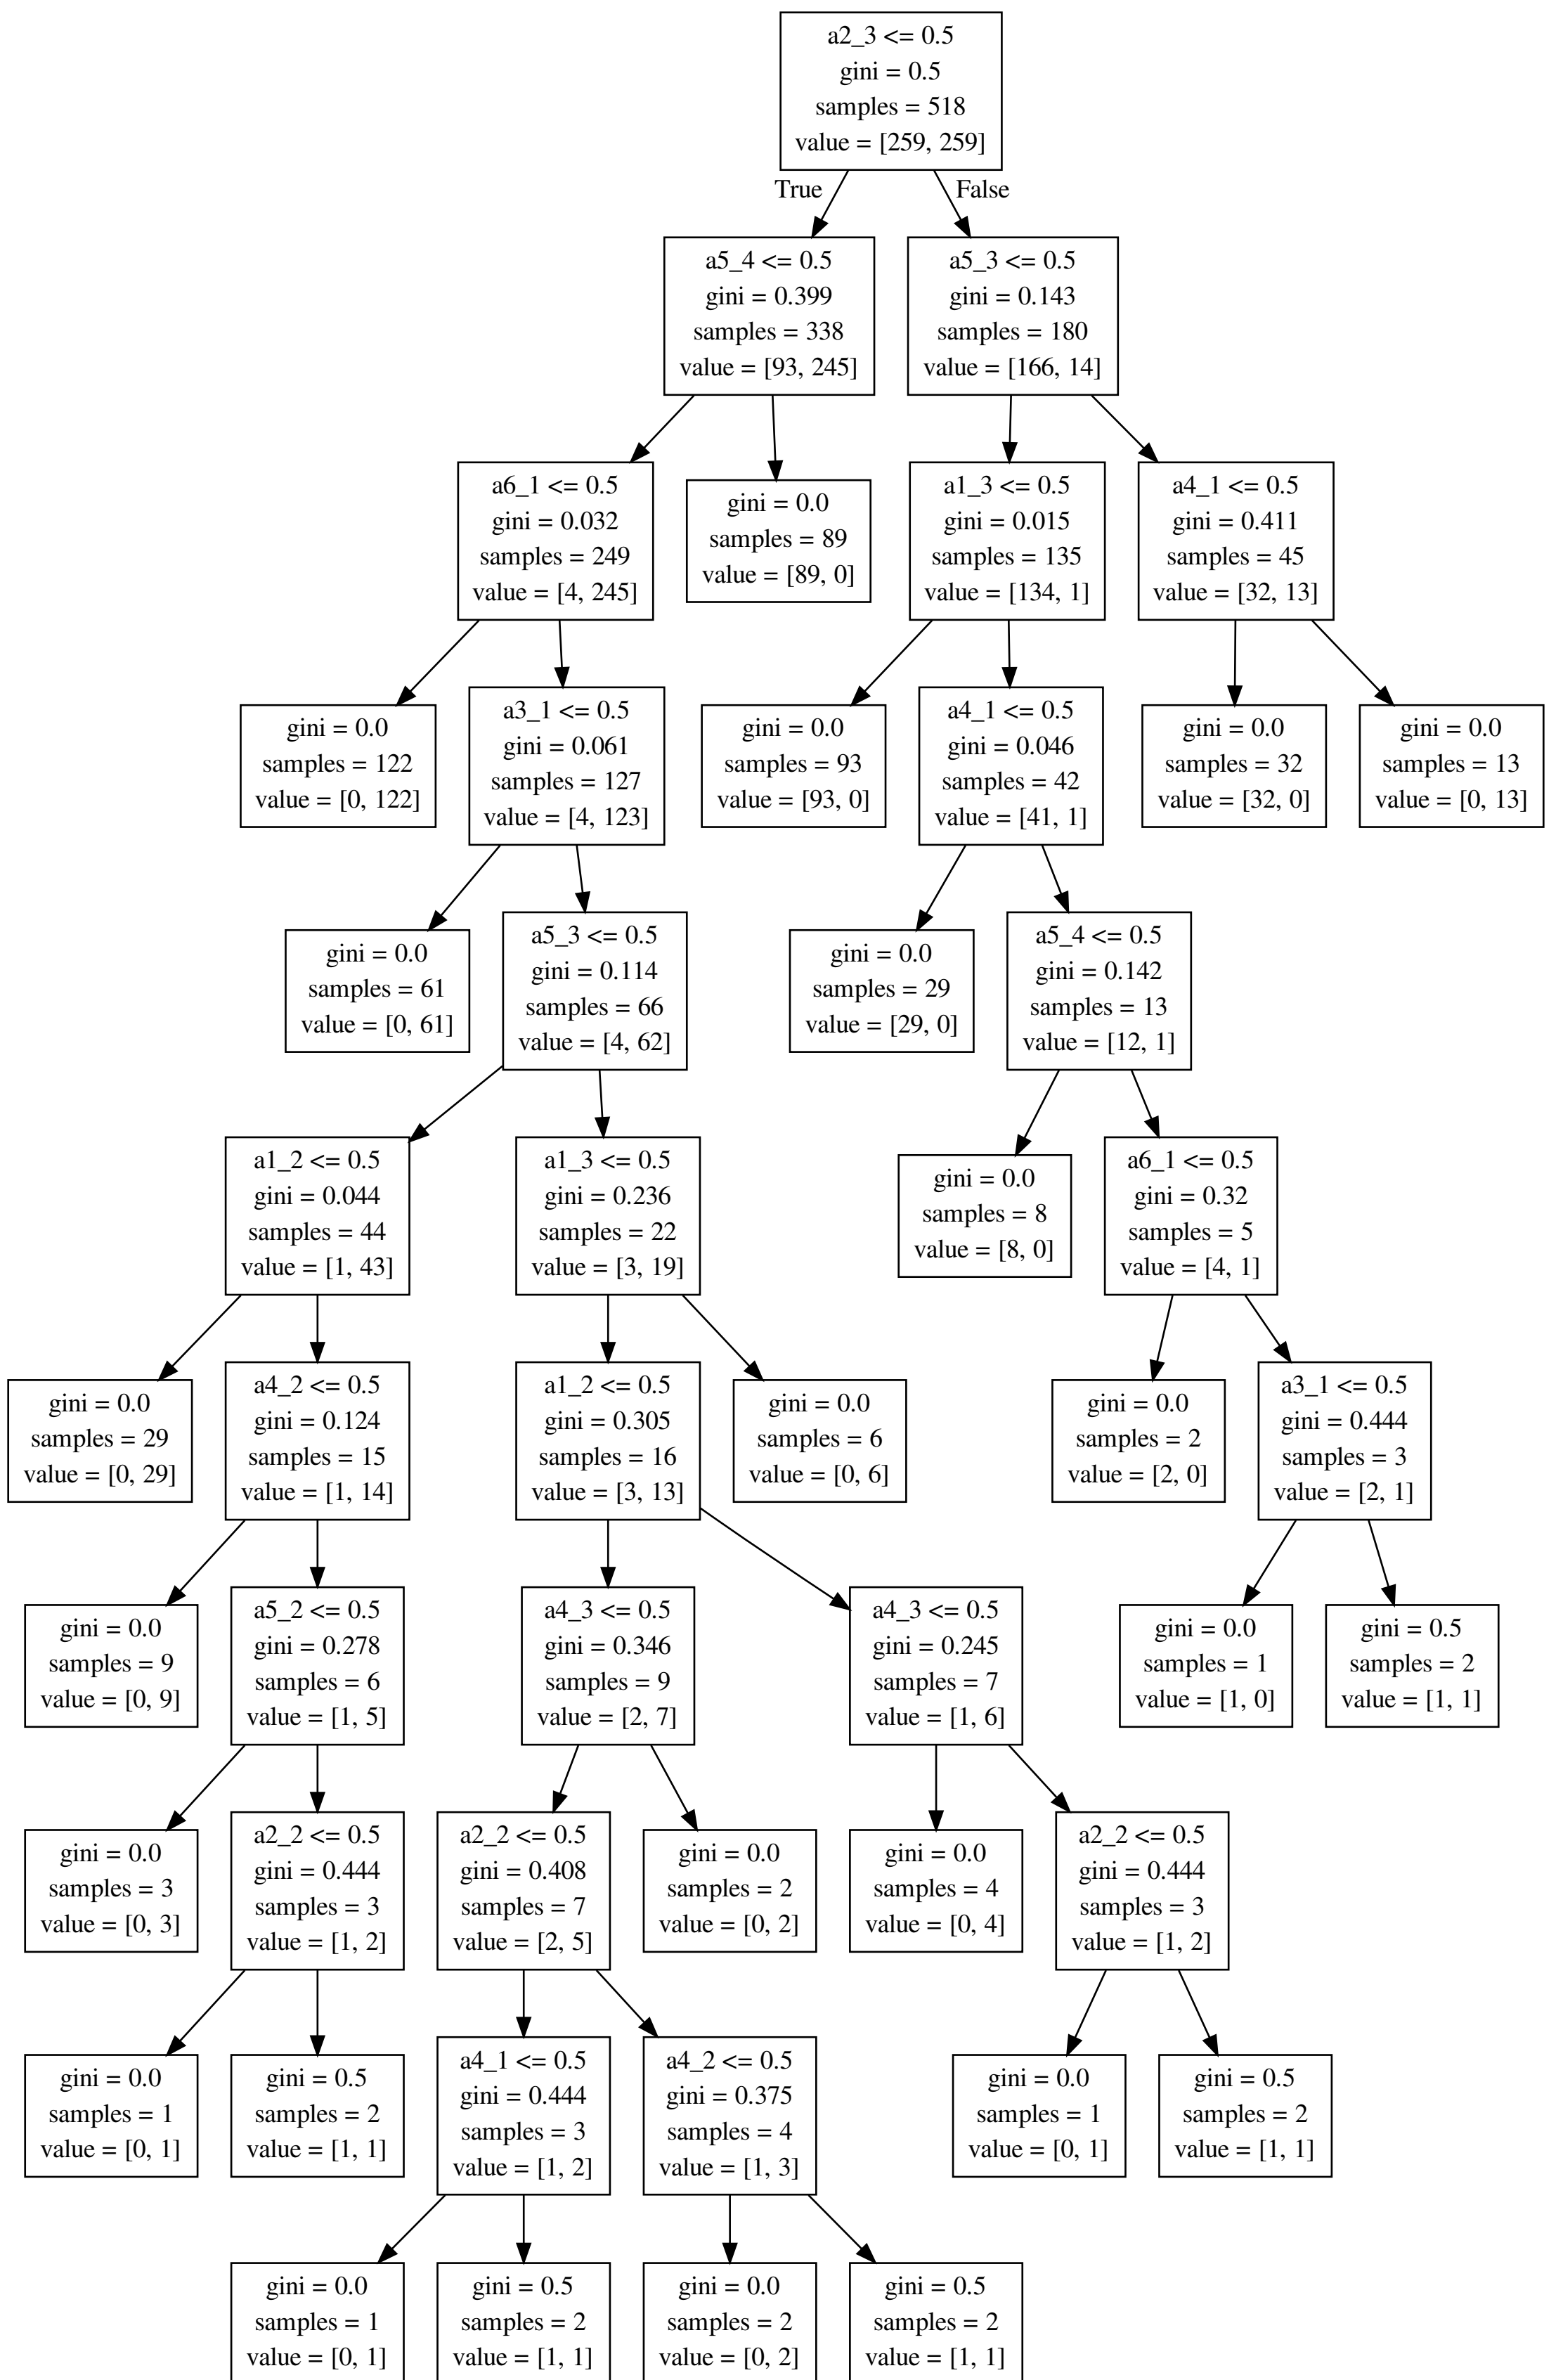 a2_3 <= 0.5
gini = 0.5
samples = 518
value = [259, 259]
True
False
a5_4 <= 0.5
gini = 0.399
samples = 338
value = [93, 245]
a5_3 <= 0.5
gini = 0.143
samples = 180
value = [166, 14]
a6_1 <= 0.5
gini = 0.032
samples = 249
value = [4, 245]
gini = 0.0
samples = 89
value = [89, 0]
a1_3 <= 0.5
gini = 0.015
samples = 135
value = [134, 1]
a4_1 <= 0.5
gini = 0.411
samples = 45
value = [32, 13]
gini = 0.0
samples = 122
value = [0, 122]
a3_1 <= 0.5
gini = 0.061
samples = 127
value = [4, 123]
gini = 0.0
samples = 93
value = [93, 0]
a4_1 <= 0.5
gini = 0.046
samples = 42
value = [41, 1]
gini = 0.0
samples = 32
value = [32, 0]
gini = 0.0
samples = 13
value = [0, 13]
gini = 0.0
samples = 61
value = [0, 61]
a5_3 <= 0.5
gini = 0.114
samples = 66
value = [4, 62]
gini = 0.0
samples = 29
value = [29, 0]
a5_4 <= 0.5
gini = 0.142
samples = 13
value = [12, 1]
a1_2 <= 0.5
gini = 0.044
samples = 44
value = [1, 43]
a1_3 <= 0.5
gini = 0.236
samples = 22
value = [3, 19]
gini = 0.0
samples = 8
value = [8, 0]
a6_1 <= 0.5
gini = 0.32
samples = 5
value = [4, 1]
gini = 0.0
samples = 29
value = [0, 29]
a4_2 <= 0.5
gini = 0.124
samples = 15
value = [1, 14]
a1_2 <= 0.5
gini = 0.305
samples = 16
value = [3, 13]
gini = 0.0
samples = 6
value = [0, 6]
gini = 0.0
samples = 2
value = [2, 0]
a3_1 <= 0.5
gini = 0.444
samples = 3
value = [2, 1]
gini = 0.0
samples = 9
value = [0, 9]
a5_2 <= 0.5
gini = 0.278
samples = 6
value = [1, 5]
a4_3 <= 0.5
gini = 0.346
samples = 9
value = [2, 7]
a4_3 <= 0.5
gini = 0.245
samples = 7
value = [1, 6]
gini = 0.0
samples = 1
value = [1, 0]
gini = 0.5
samples = 2
value = [1, 1]
gini = 0.0
samples = 3
value = [0, 3]
a2_2 <= 0.5
gini = 0.444
samples = 3
value = [1, 2]
a2_2 <= 0.5
gini = 0.408
samples = 7
value = [2, 5]
gini = 0.0
samples = 2
value = [0, 2]
gini = 0.0
samples = 4
value = [0, 4]
a2_2 <= 0.5
gini = 0.444
samples = 3
value = [1, 2]
gini = 0.0
samples = 1
value = [0, 1]
gini = 0.5
samples = 2
value = [1, 1]
a4_1 <= 0.5
gini = 0.444
samples = 3
value = [1, 2]
a4_2 <= 0.5
gini = 0.375
samples = 4
value = [1, 3]
gini = 0.0
samples = 1
value = [0, 1]
gini = 0.5
samples = 2
value = [1, 1]
gini = 0.0
samples = 1
value = [0, 1]
gini = 0.5
samples = 2
value = [1, 1]
gini = 0.0
samples = 2
value = [0, 2]
gini = 0.5
samples = 2
value = [1, 1]